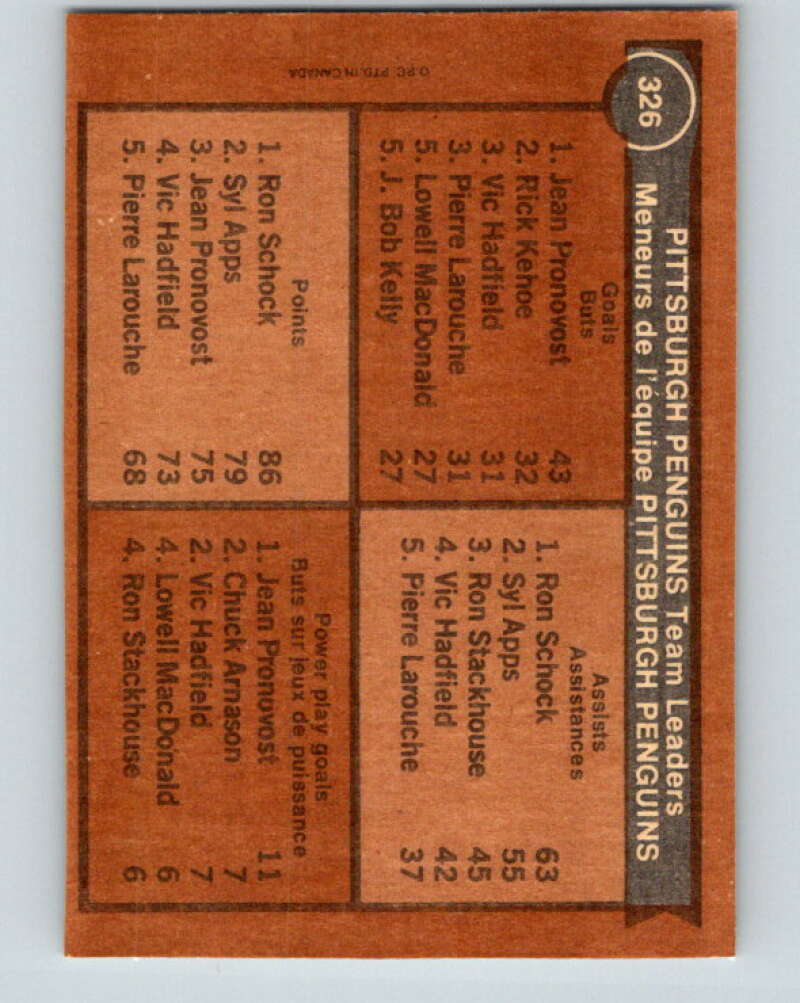 326
PITTSBURGH PENGUINS Team Leaders
Meneurs de l'équipe PITTSBURGH PENGUINS
Goals
Buts
1. Jean Pronovost 43
2. Rick Kehoe 32
3. Vic Hadfield 31
3. Pierre Larouche 31
5. Lowell MacDonald 27
5. J. Bob Kelly 27
Assists
Assistances
1. Ron Schock 63
2. Syl Apps 55
3. Ron Stackhouse 45
4. Vic Hadfield 42
5. Pierre Larouche 37
Points
1. Ron Schock 86
2. Syl Apps 79
3. Jean Pronovost 75
4. Vic Hadfield 73
5. Pierre Larouche 68
Power play goals
Buts sur jeux de puissance
1. Jean Pronovost 11
2. Chuck Arnason 7
2. Vic Hadfield 7
4. Lowell MacDonald 6
4. Ron Stackhouse 6
O.P.C. PTD. IN CANADA